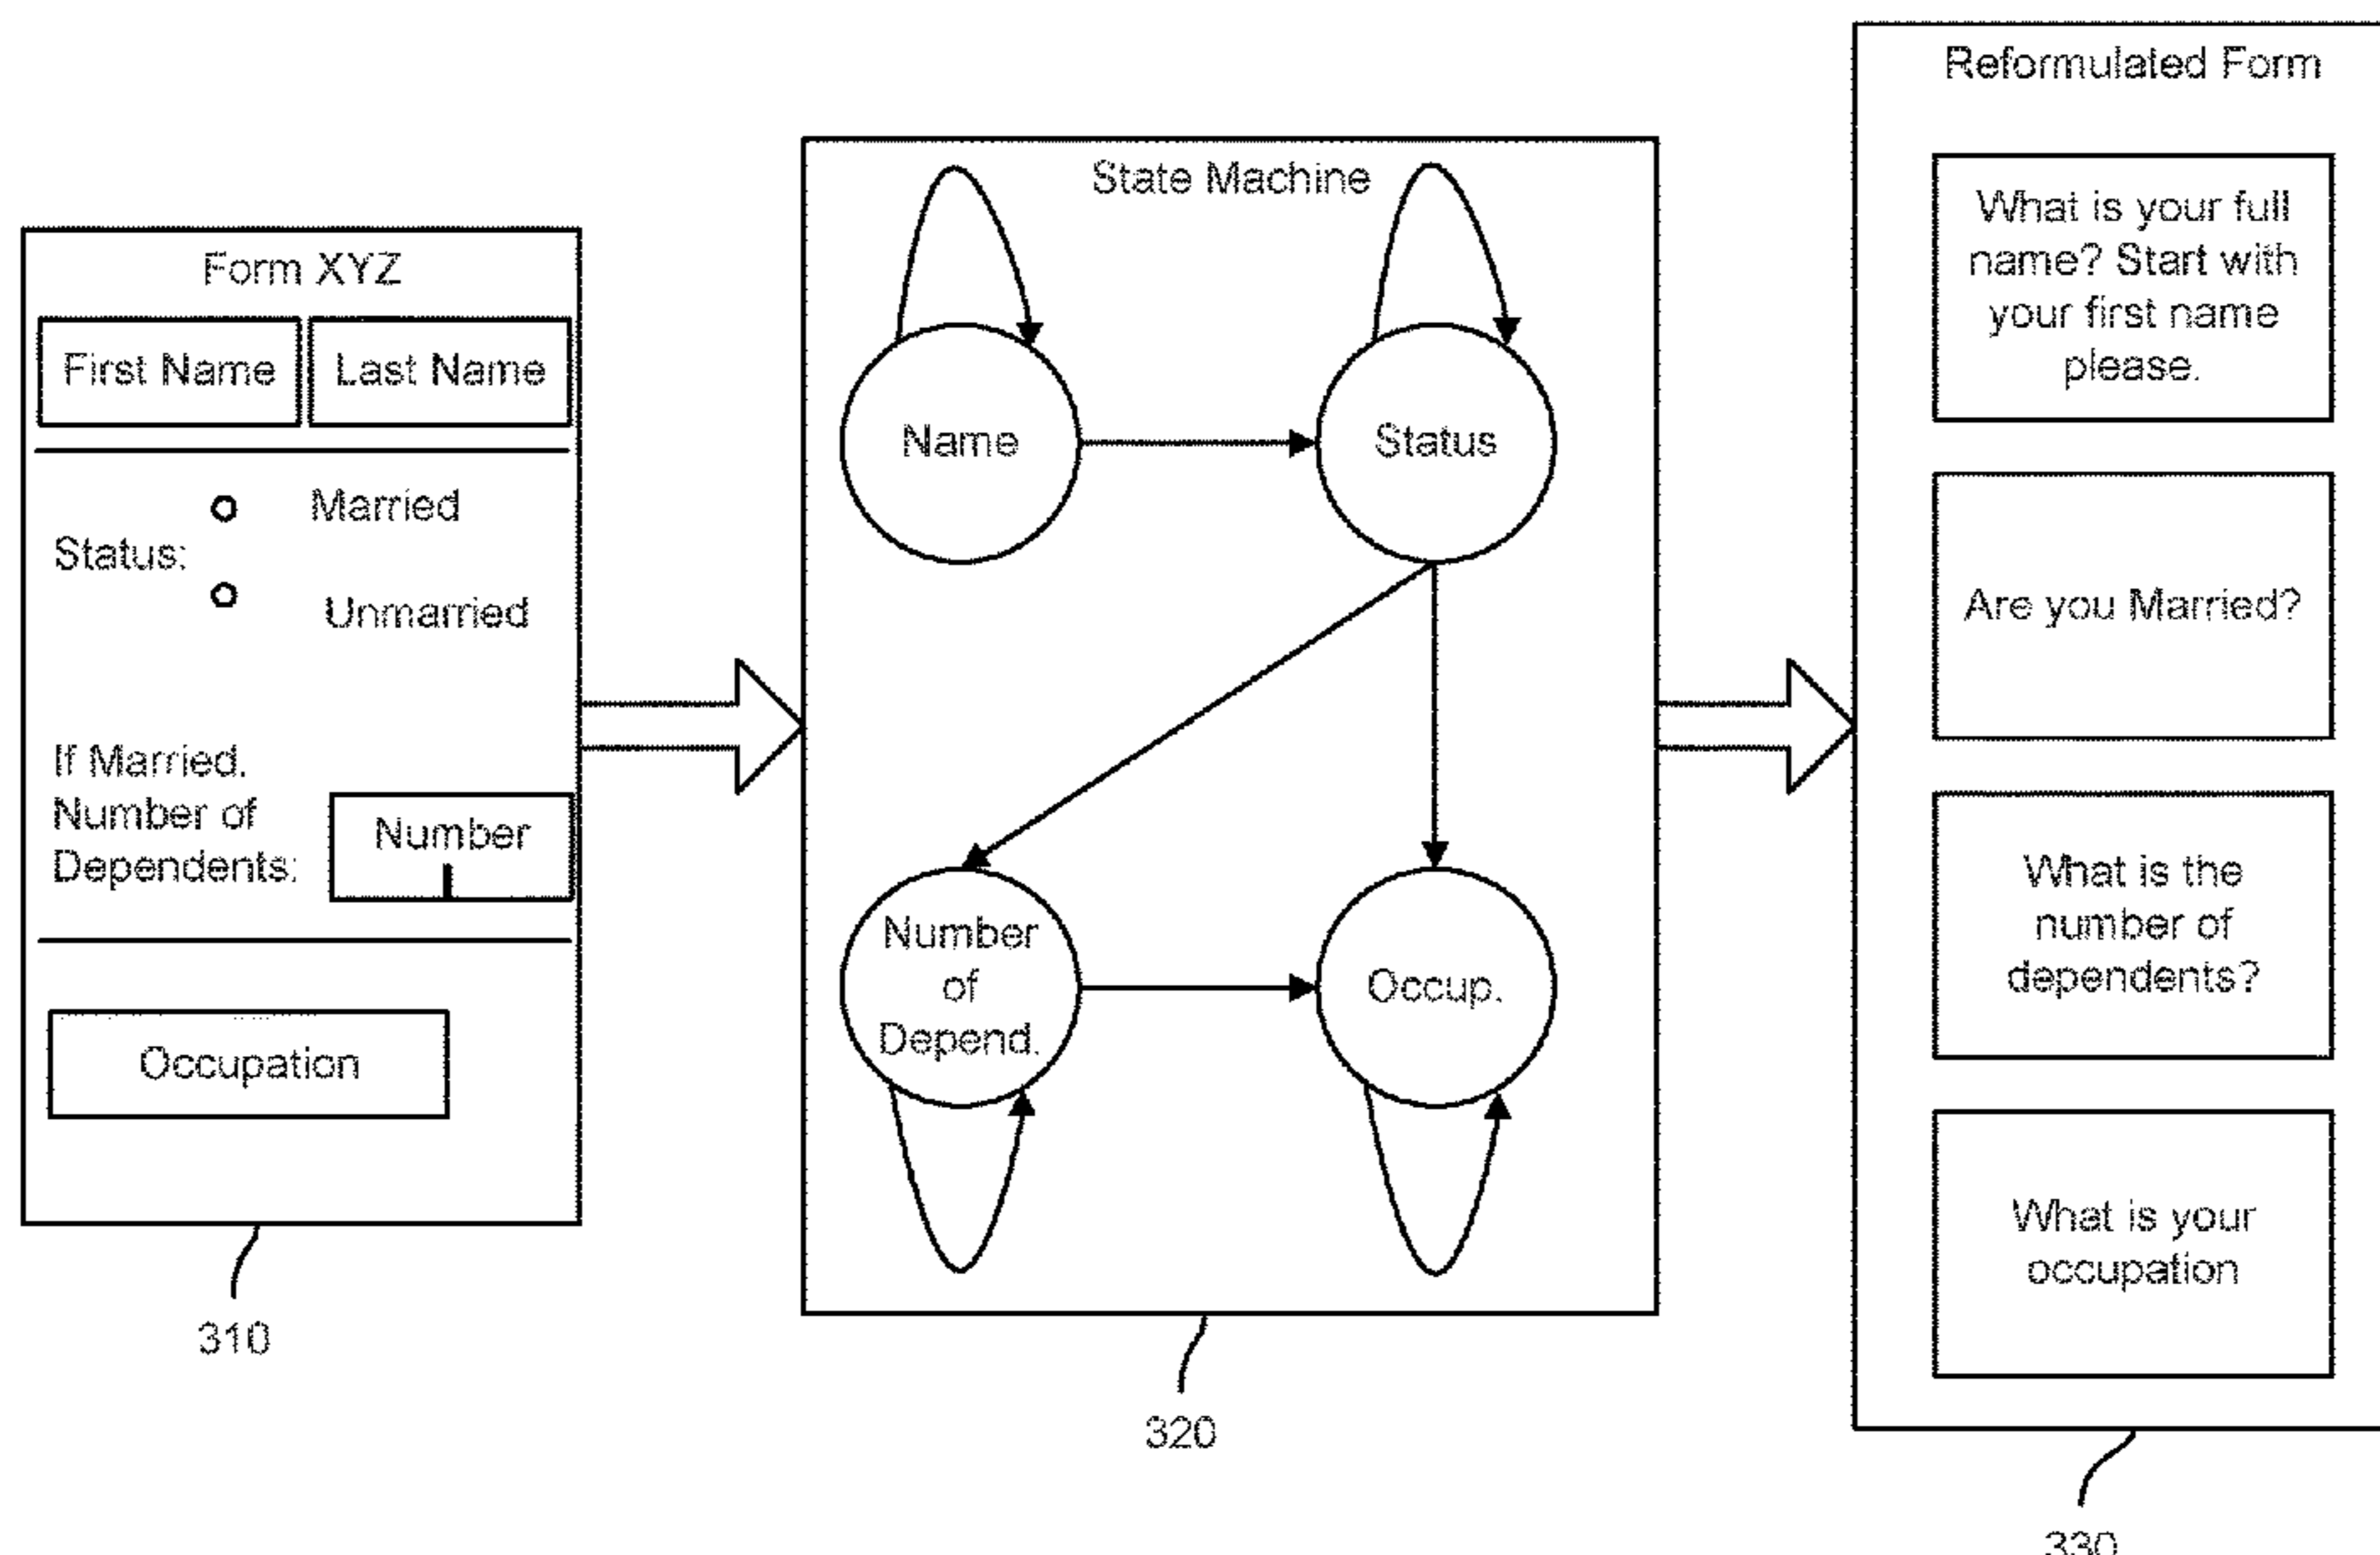 Form XYZ
First Name
Last Name
Status:
Married
Unmarried
If Married.
Number of
Dependents:
Number
Occupation
310
State Machine
Name
Status
Number
of
Depend.
Occup.
320
Reformulated Form
What is your full
name? Start with
your first name
please.
Are you Married?
What is the
number of
dependents?
What is your
occupation
330